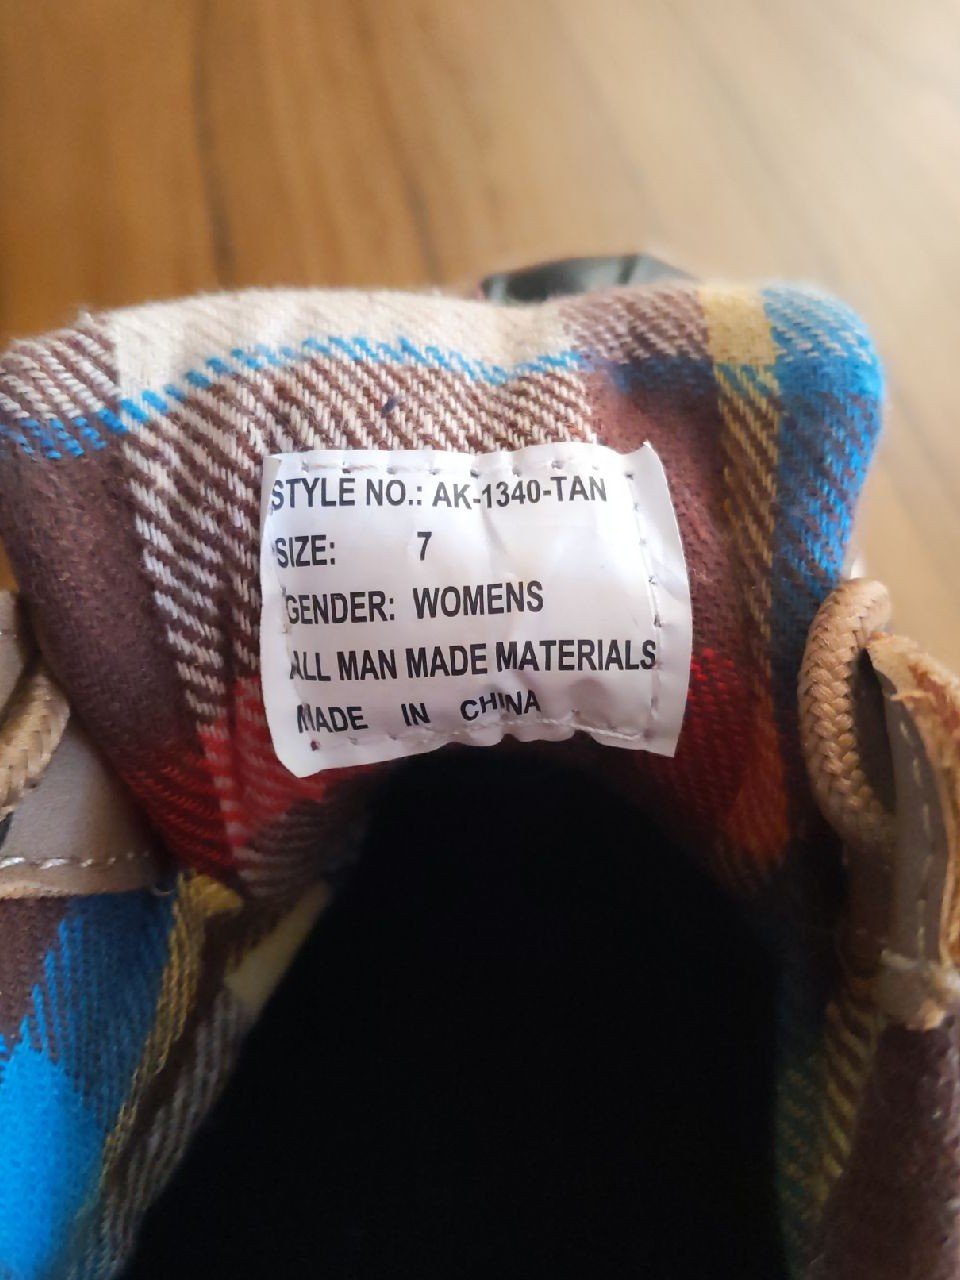 STYLE NO.: AK-1340-TAN
SIZE: 7
GENDER: WOMENS
ALL MAN MADE MATERIALS
MADE IN CHINA